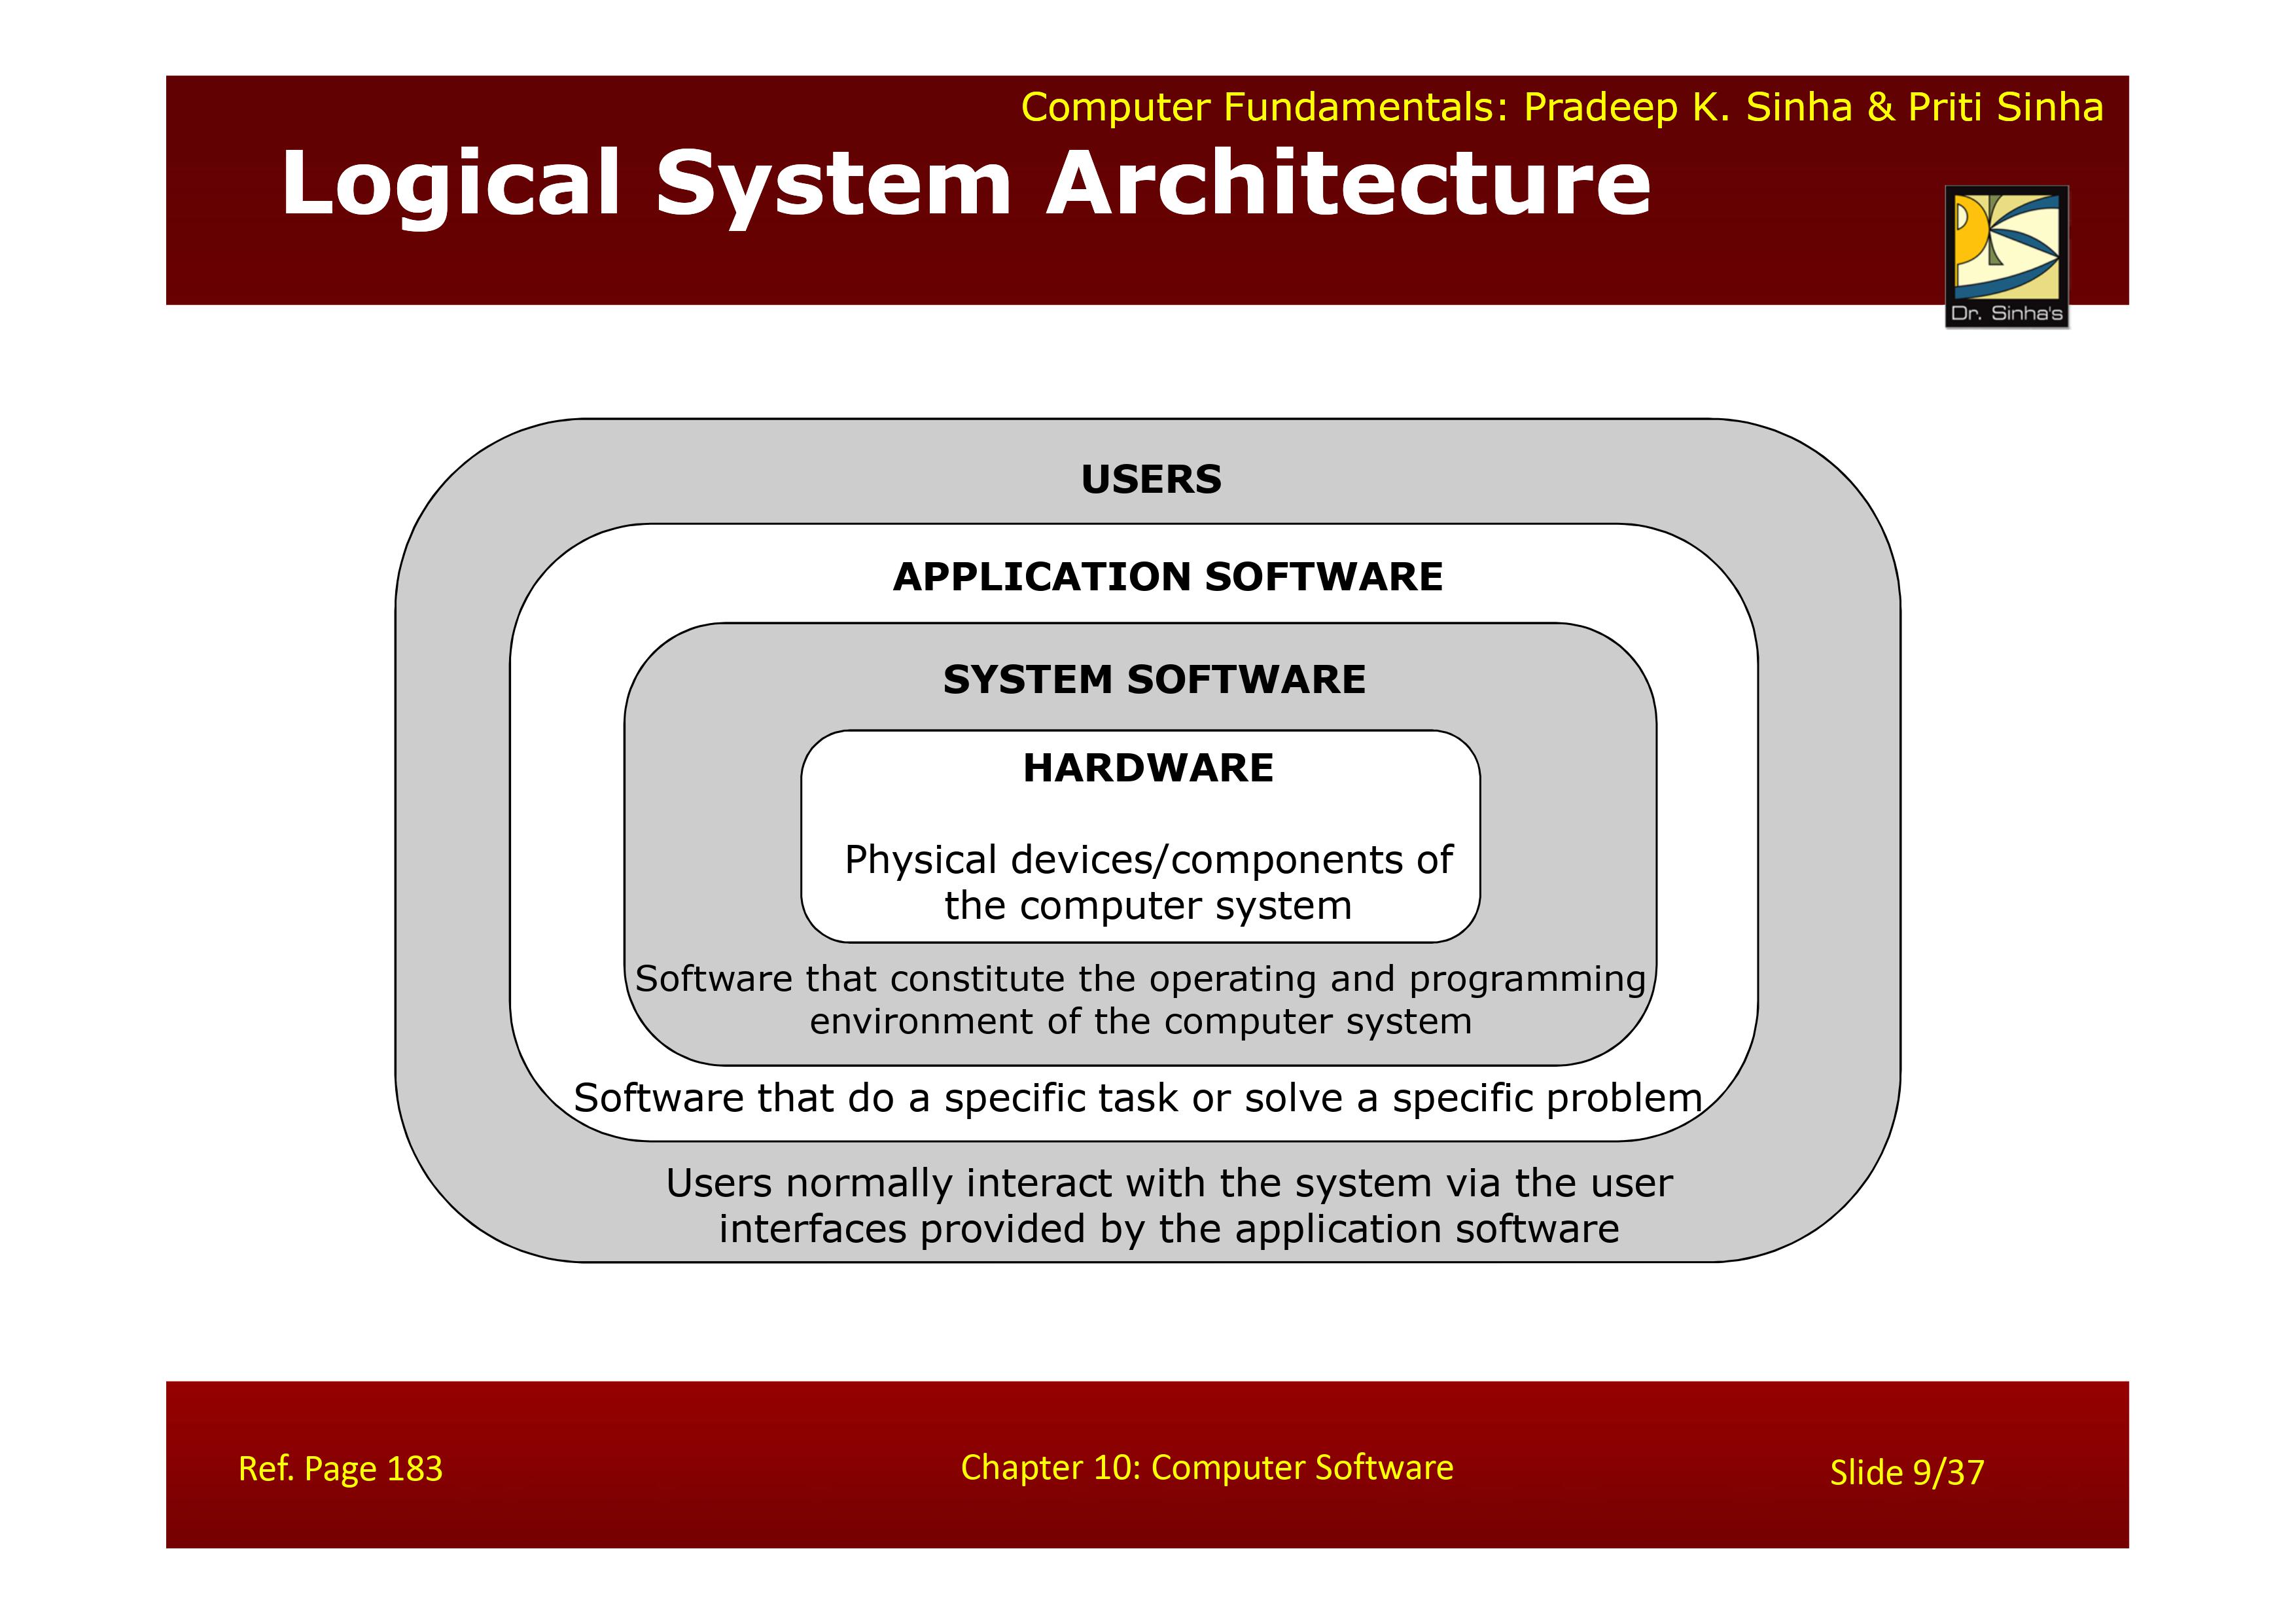 Computer Fundamentals: Pradeep K. Sinha & Priti Sinha
Logical System Architecture
Dr. Sinha's
USERS
APPLICATION SOFTWARE
SYSTEM SOFTWARE
HARDWARE
Physical devices/components of
the computer system
Software that constitute the operating and programming
environment of the computer system
Software that do a specific task or solve a specific problem
Users normally interact with the system via the user
interfaces provided by the application software
Ref. Page 183
Chapter 10: Computer Software
Slide 9/37